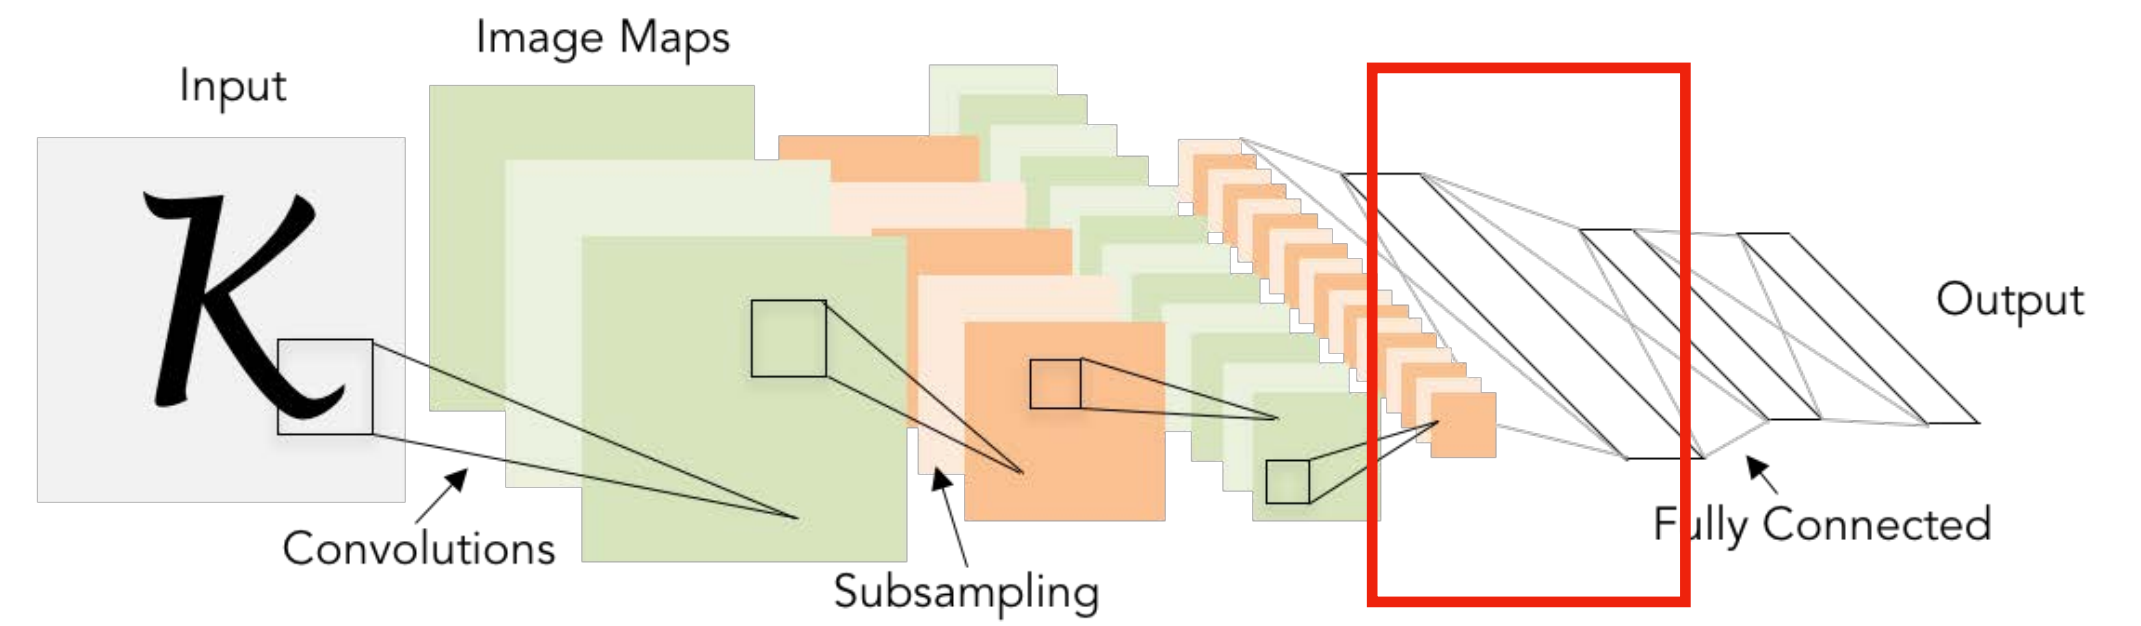 Image Maps
Input
K
Output
Convolutions
Fully Connected
Subsampling